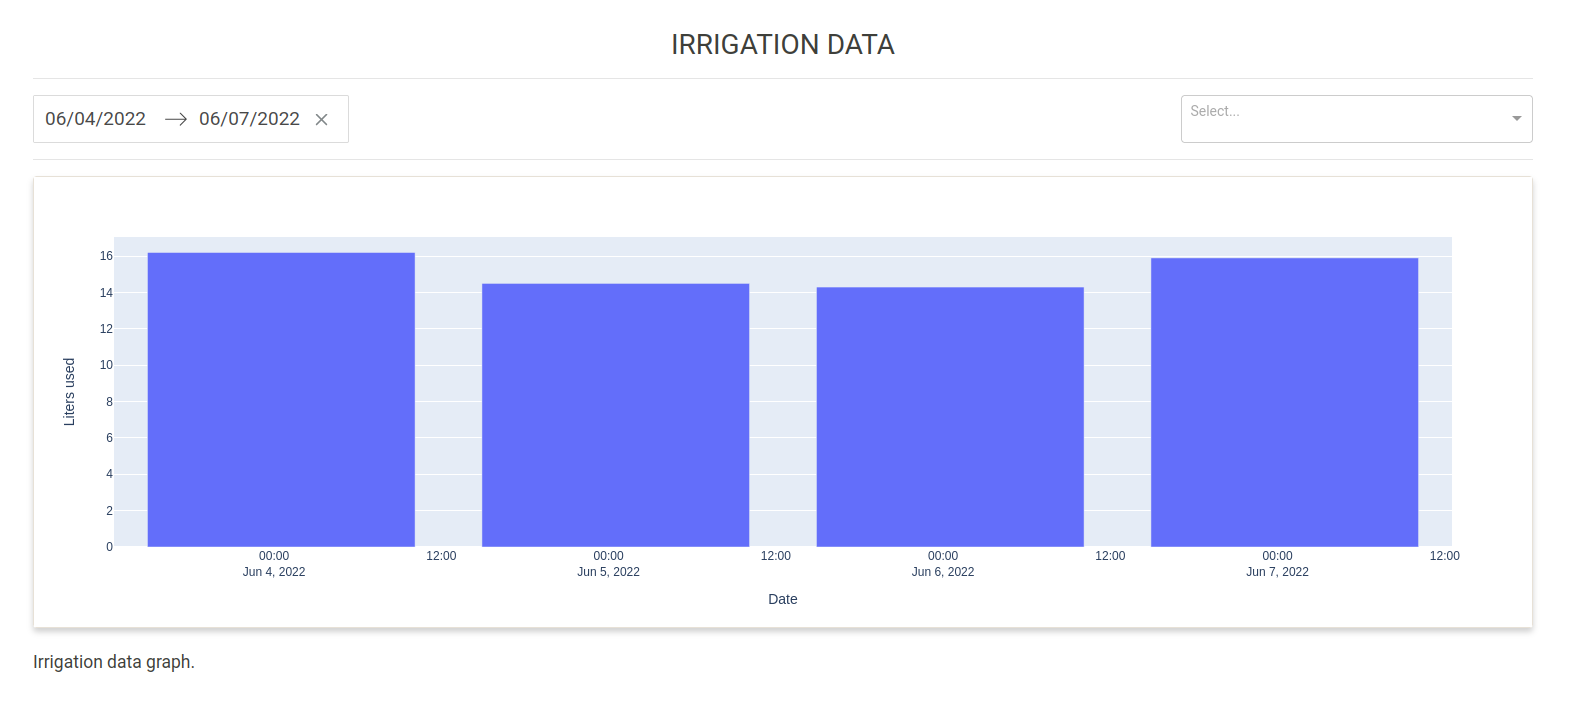 IRRIGATION DATA
06/04/2022 → 06/07/2022 ×
Select...
16
14
12
10
8
6
4
2
0
Liters used
00:00 12:00 00:00 12:00 00:00 12:00 00:00 12:00
Jun 4, 2022 Jun 5, 2022 Jun 6, 2022 Jun 7, 2022
Date
Irrigation data graph.